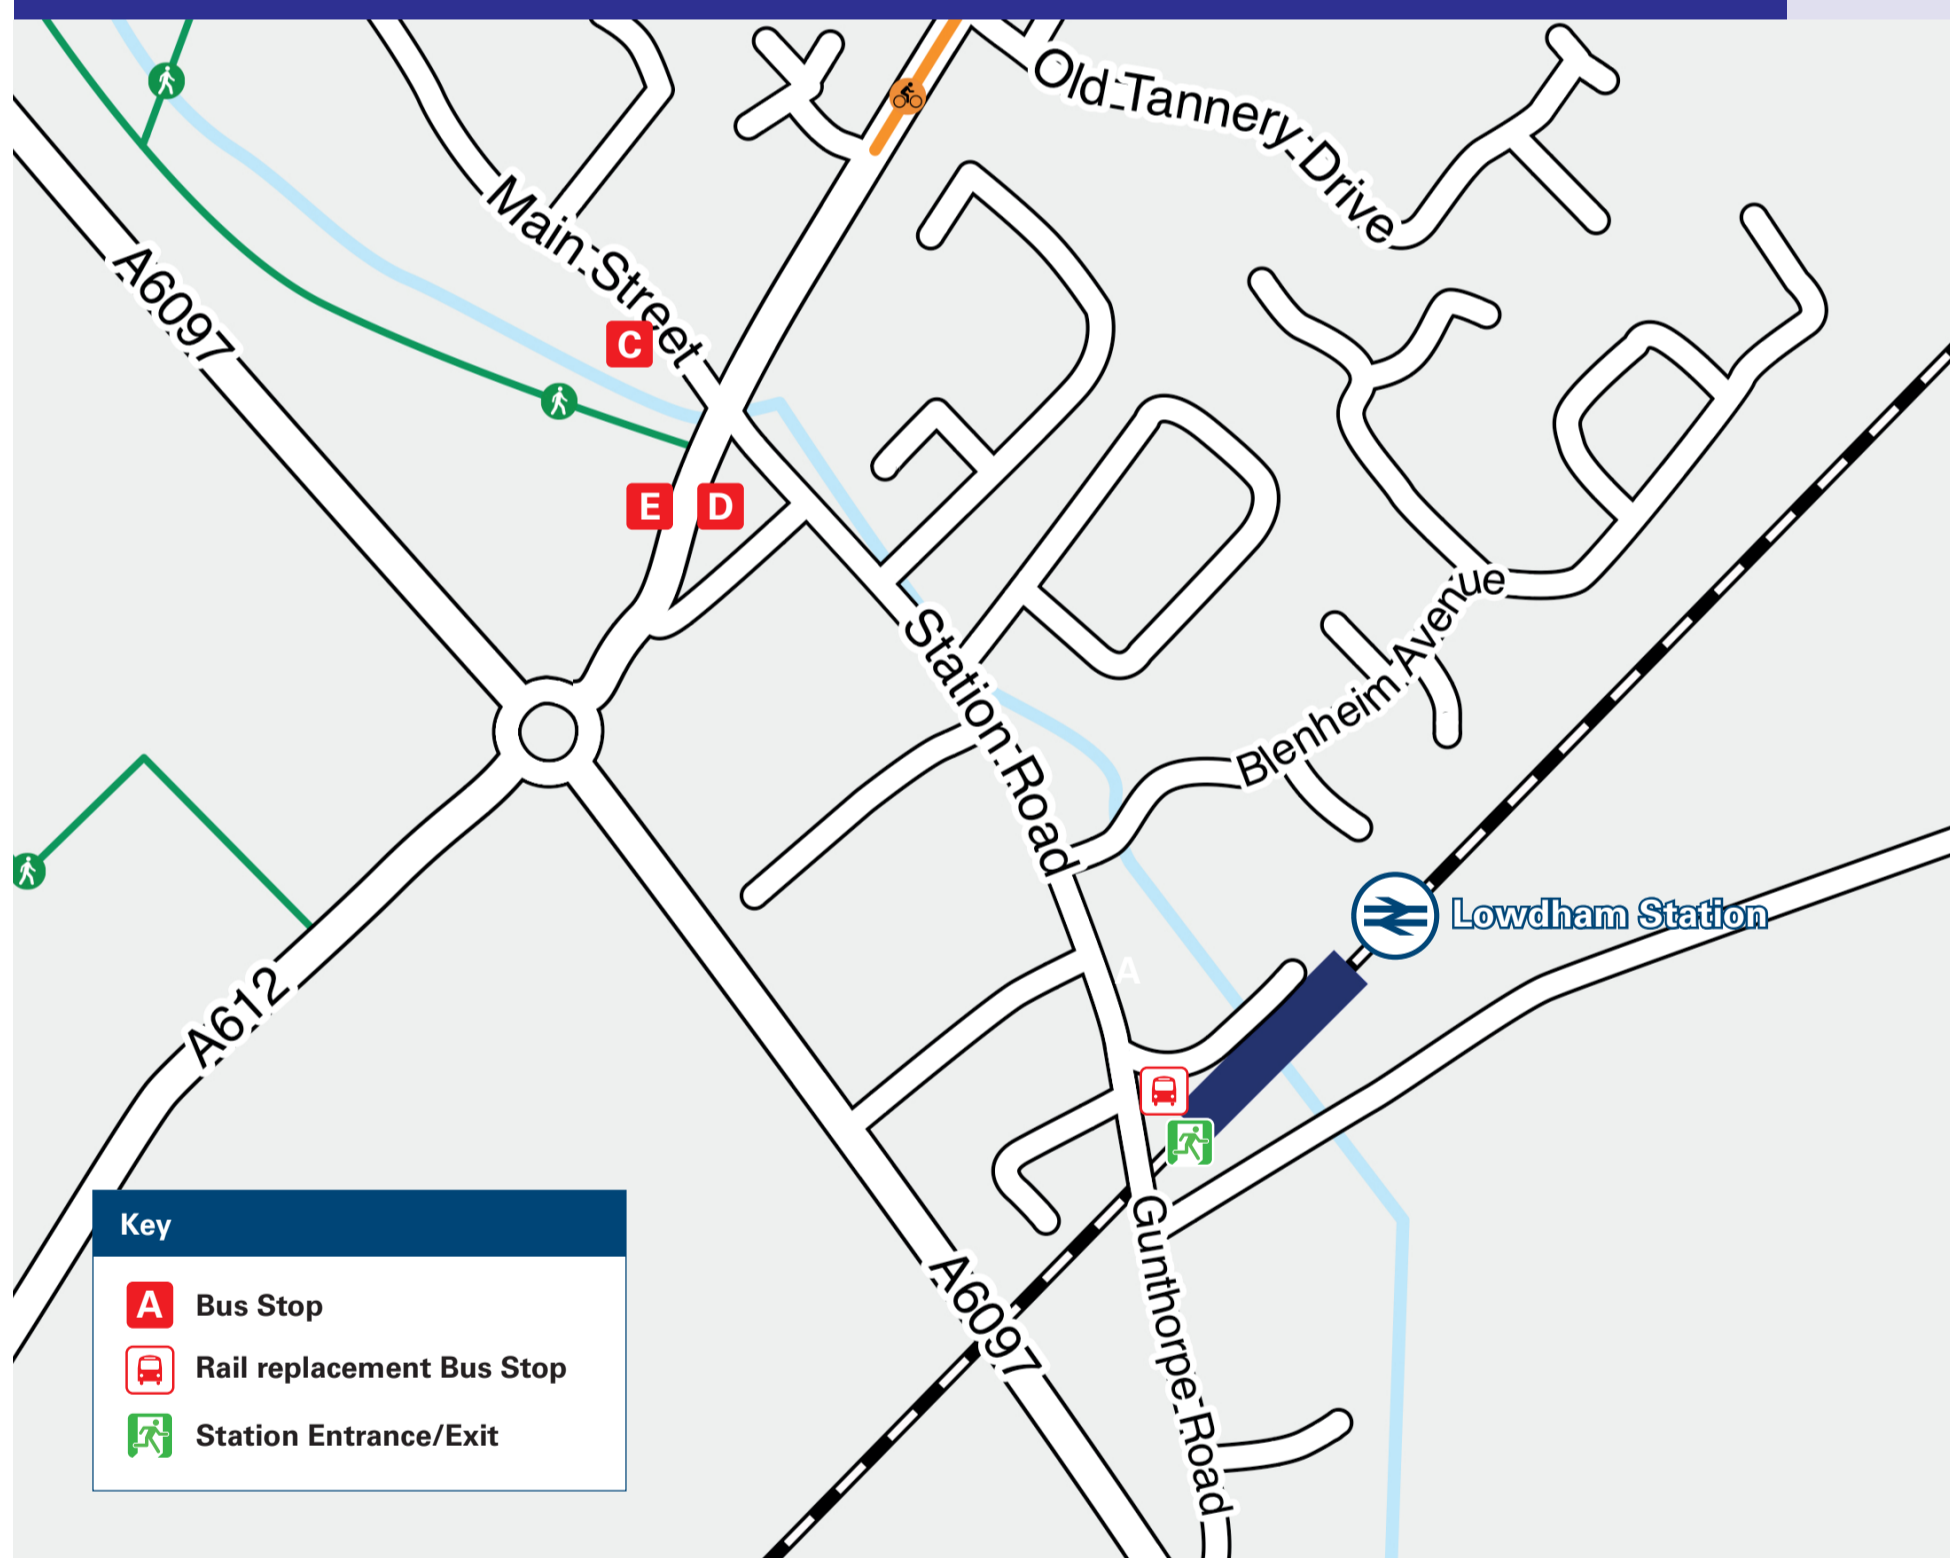 Old Tannery Drive
Main Street
A6097
C
E
D
Station Road
Blenheim Avenue
Lowdham Station
A
A612
Gunthorpe Road
A6097
Key
A
Bus Stop
Rail replacement Bus Stop
Station Entrance/Exit